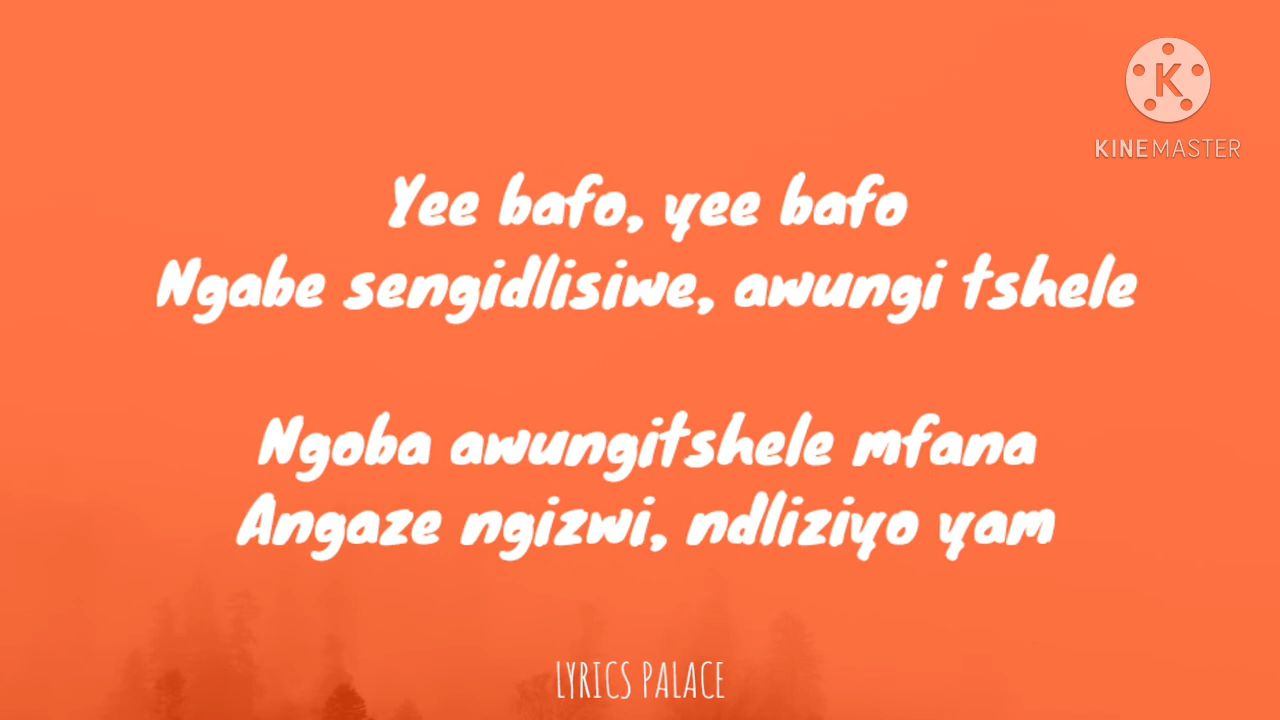 K
KINEMASTER
Yee bafo, yee bafo
Ngabe sengidlisiwe, awungi tshele
Ngoba awungitshele mfana
Angaze ngizwi, ndliziyo yam
LYRICS PALACE